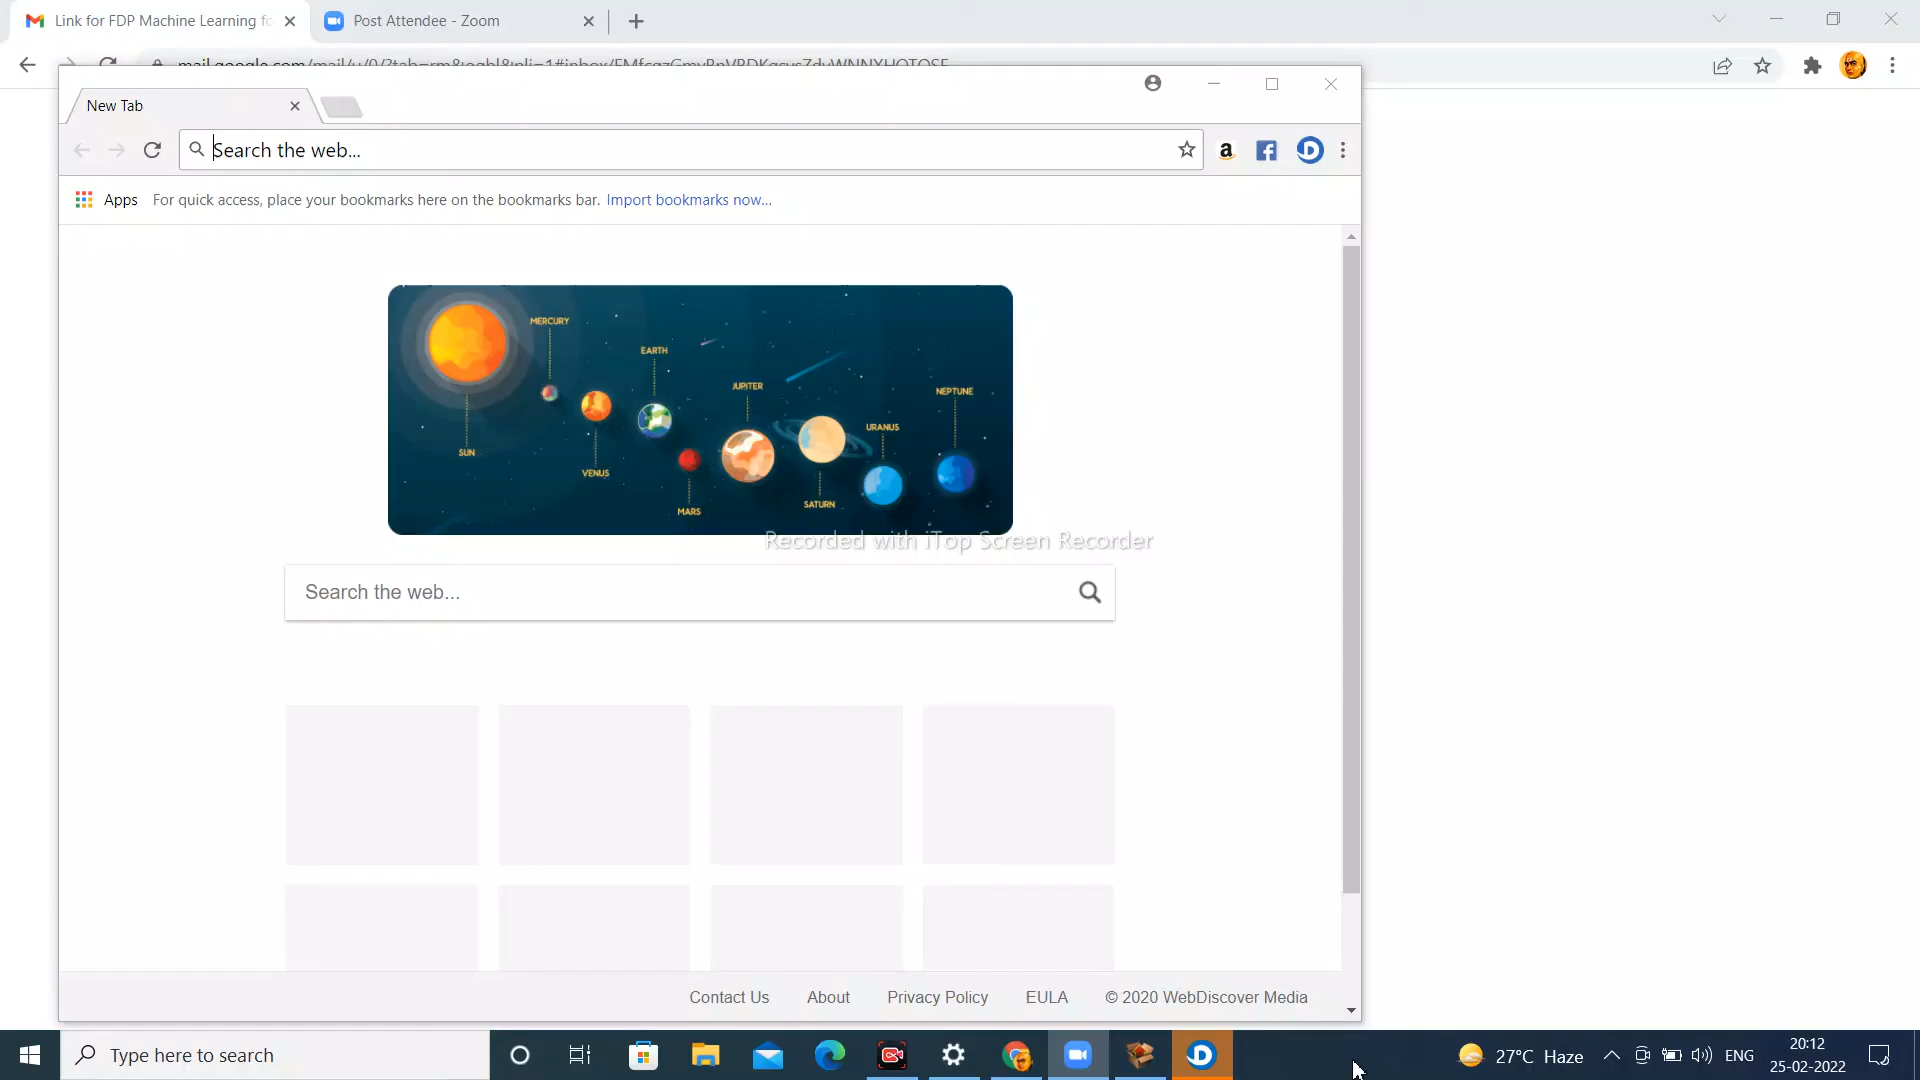 Link for FDP Machine Learning fo
Post Attendee - Zoom
New Tab
Search the web...
Apps
For quick access, place your bookmarks here on the bookmarks bar. Import bookmarks now...
MERCURY
EARTH
JUPITER
NEPTUNE
URANUS
SUN
VENUS
SATURN
MARS
Recorded with iTop Screen Recorder
Search the web...
Contact Us
About
Privacy Policy
EULA
© 2020 WebDiscover Media
Type here to search
27°C Haze
ENG
20:12
25-02-2022